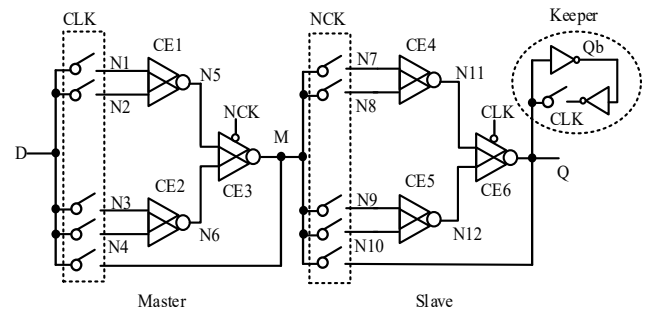 CLK
NCK
Keeper
N1
CE1
N5
N2
NCK
M
D
CE3
N3
CE2
N4
N6
N7
CE4
N11
N8
CLK
Qb
CLK
Q
CE6
N9
CE5
N10
N12
Master
Slave